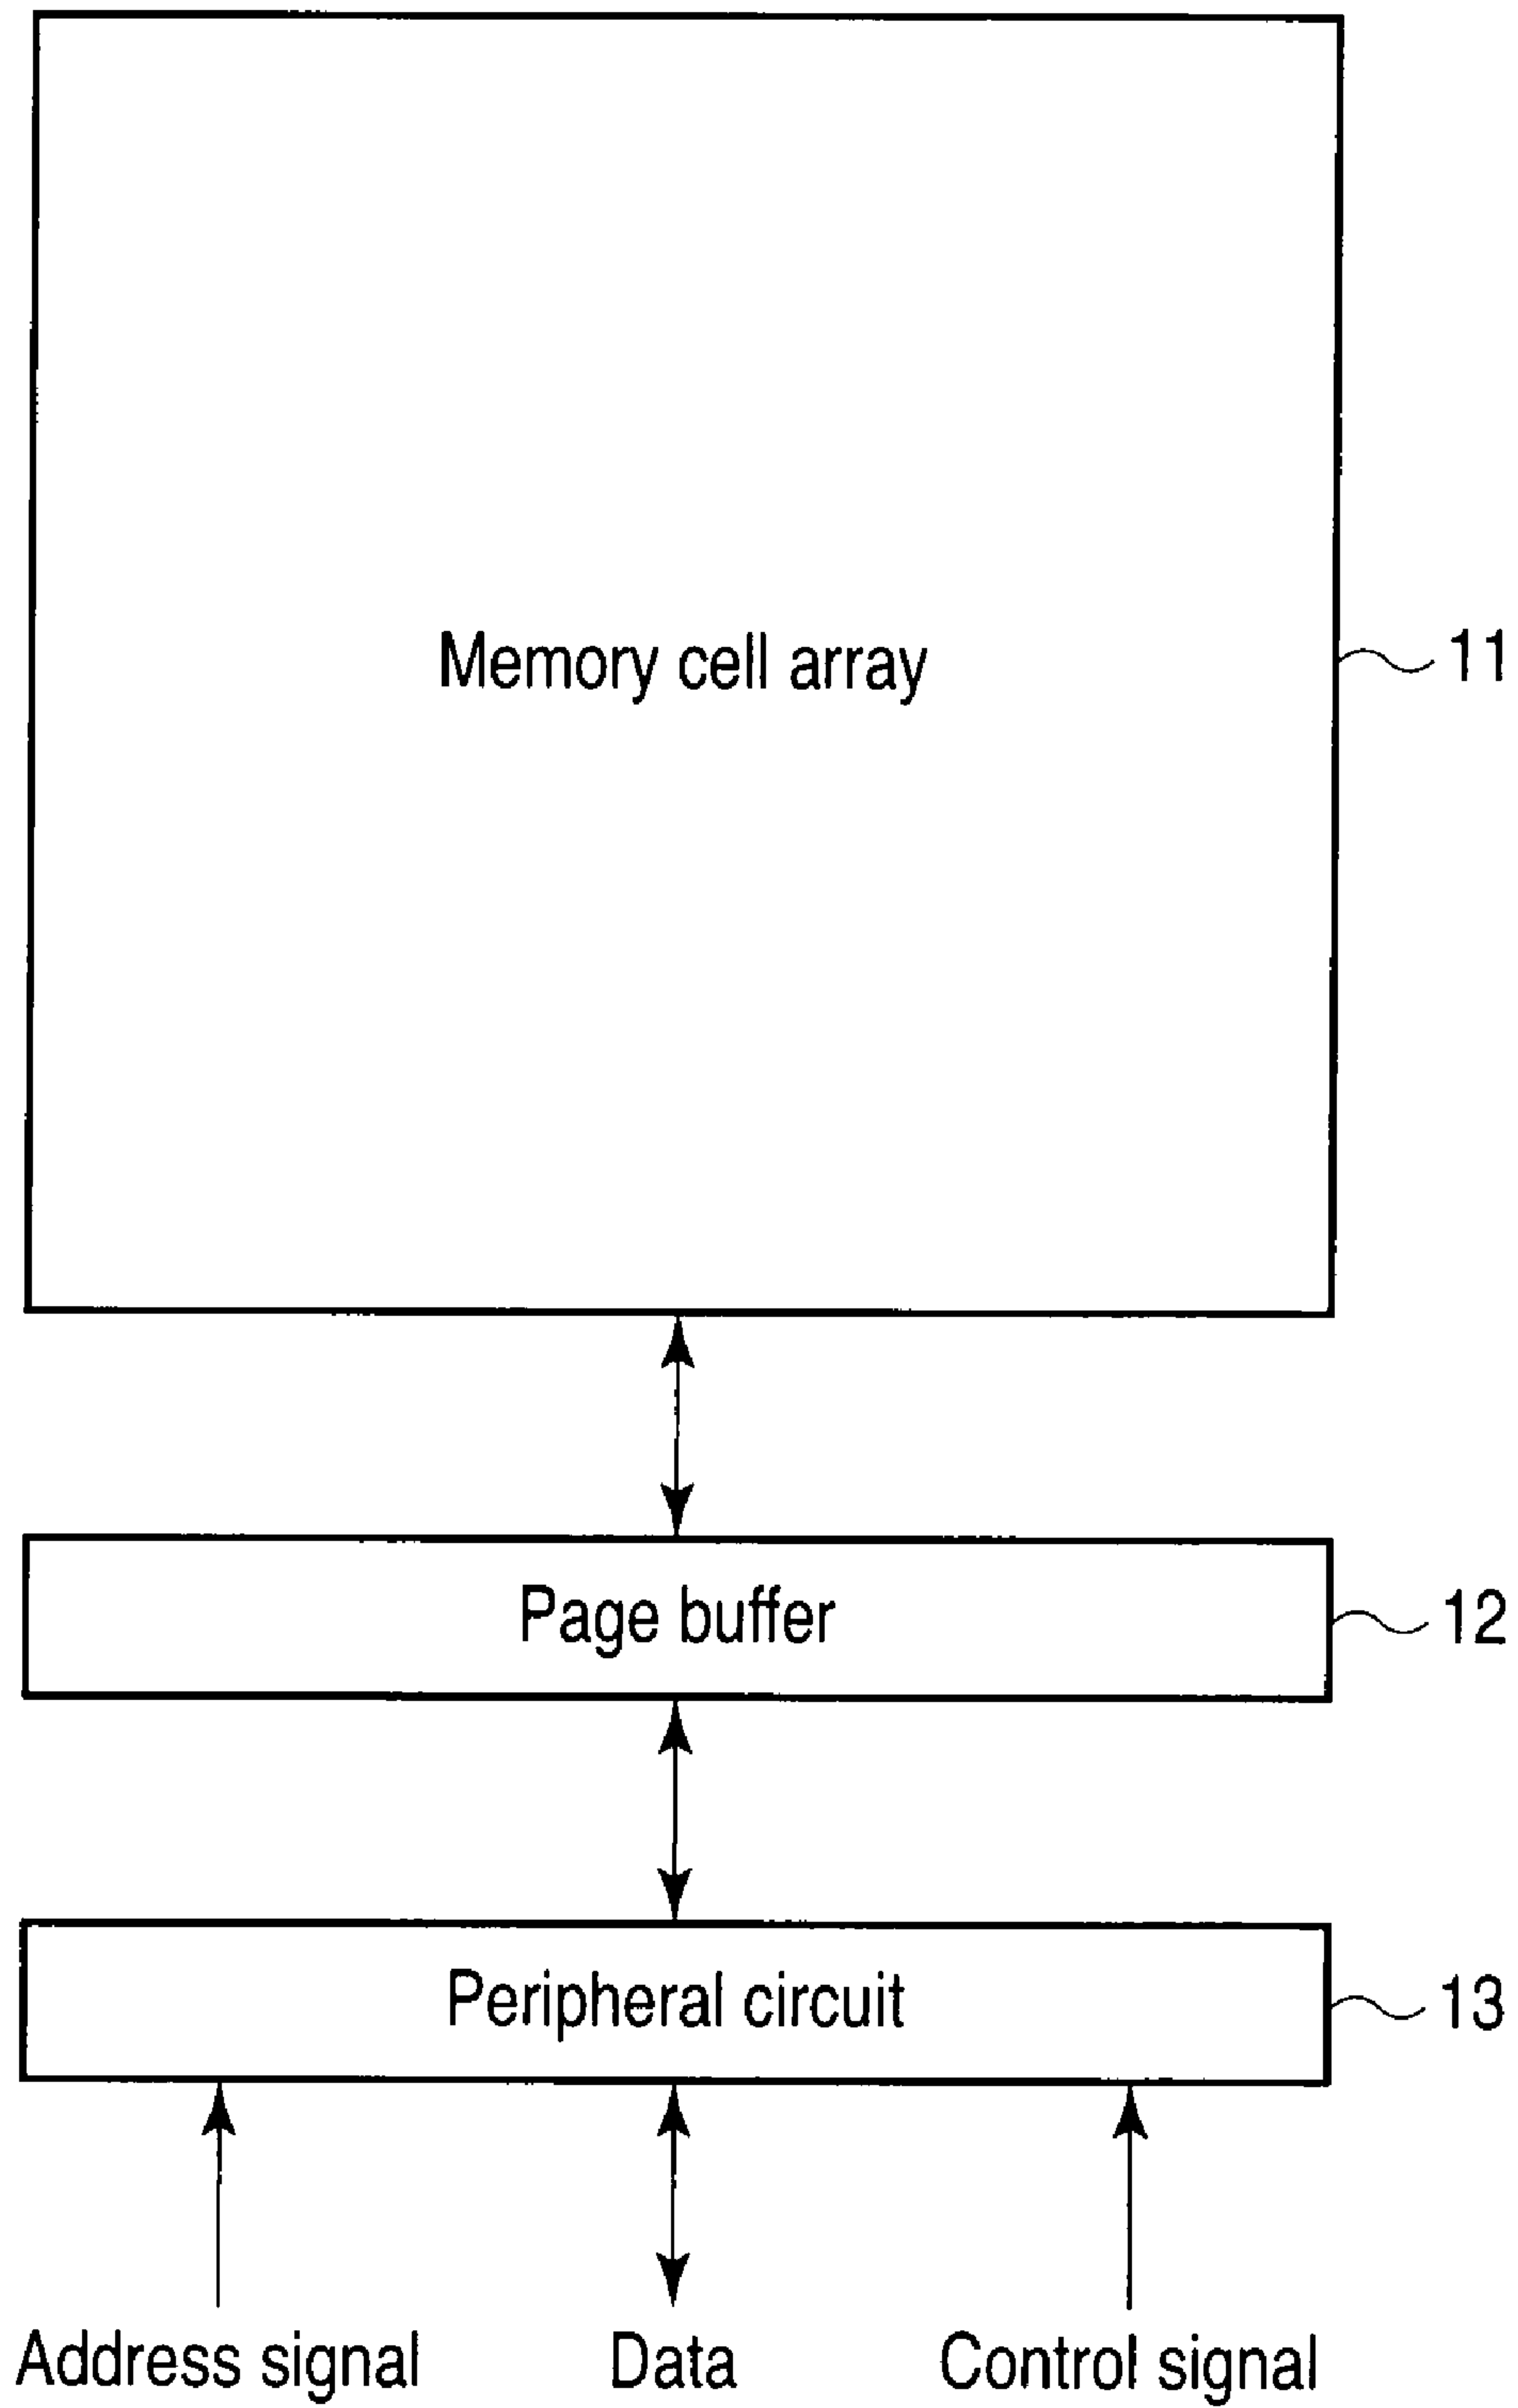 Memory cell array
11
Page buffer
12
Peripheral circuit
13
Address signal
Data
Control signal